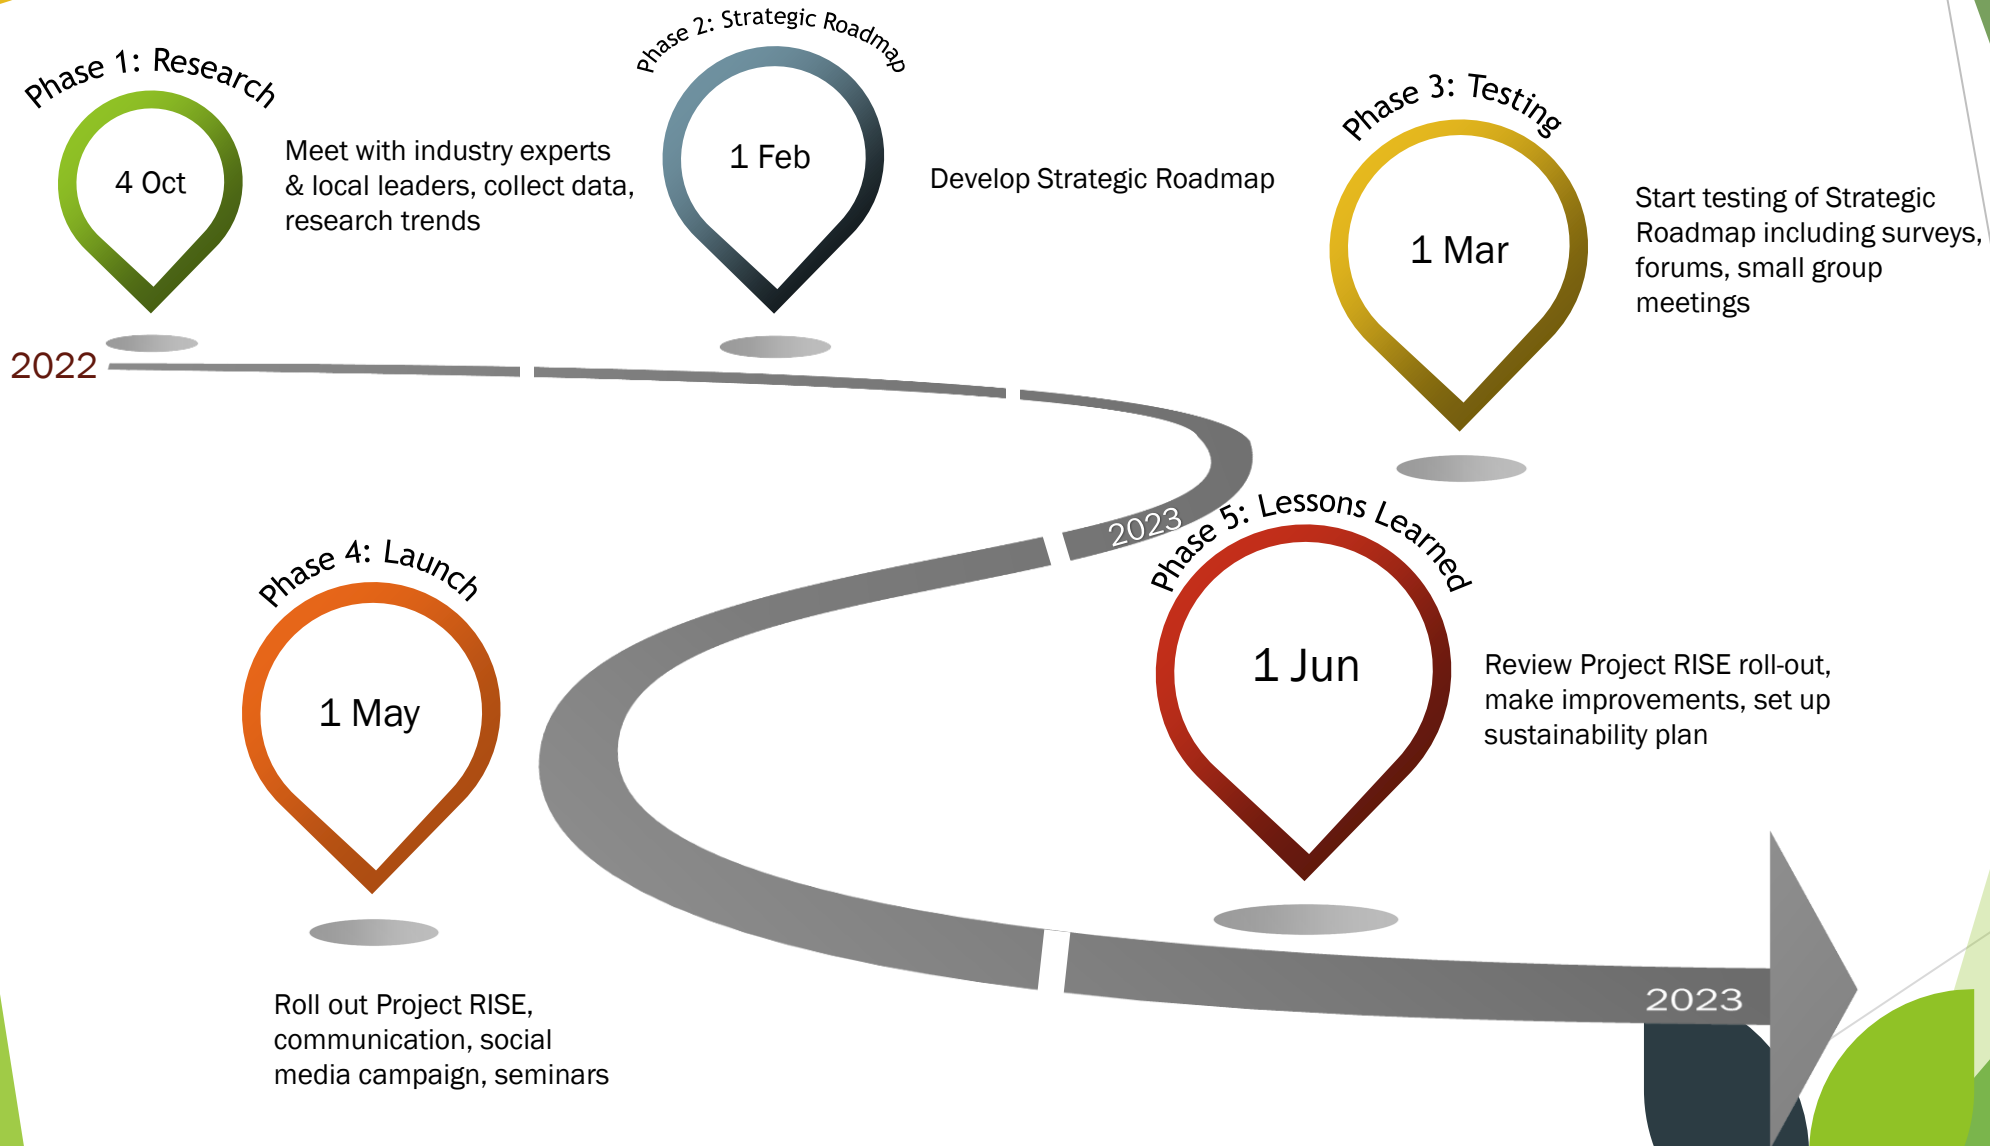 Phase 1: Research
4 Oct
Meet with industry experts
& local leaders, collect data,
research trends
Phase 2: Strategic Roadmap
1 Feb
Develop Strategic Roadmap
Phase 3: Testing
1 Mar
Start testing of Strategic
Roadmap including surveys,
forums, small group
meetings
2022
2023
Phase 4: Launch
1 May
Roll out Project RISE,
communication, social
media campaign, seminars
Phase 5: Lessons Learned
1 Jun
Review Project RISE roll-out,
make improvements, set up
sustainability plan
2023